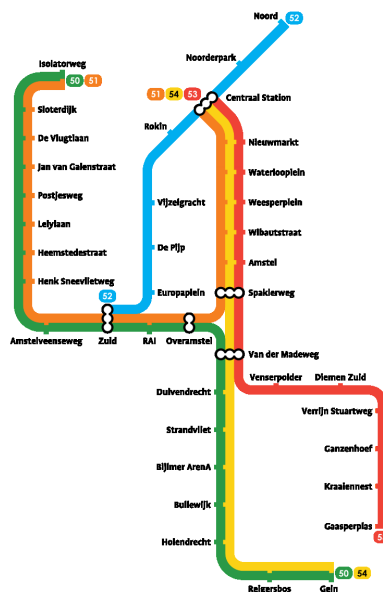 Noord 52
Noorderpark
Isolatorweg
50 51
51 54 53 Centraal Station
Sloterdijk
Rokin
De Vlugtlaan
Nieuwmarkt
Jan van Galenstraat
Waterlooplein
Postjesweg
Vijzelgracht
Weesperplein
Lelylaan
Wibautstraat
De Pijp
Heemstedestraat
Amstel
Henk Sneevlietweg
52
Europaplein
Spaklerweg
Amstelveenseweg
Zuid
RAI
Overamstel
Van der Madeweg
Venserpolder
Diemen Zuid
Duivendrecht
Verrijn Stuartweg
Strandvliet
Ganzenhoef
Bijlmer ArenA
Kraaiennest
Bullewijk
Gaasperplas
Holendrecht
50 54
Reigersbos
Gein